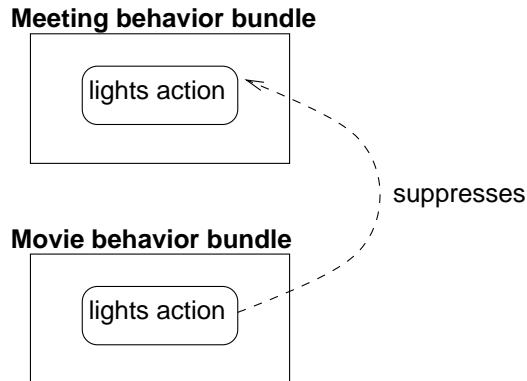 Meeting behavior bundle
lights action
suppresses
Movie behavior bundle
lights action